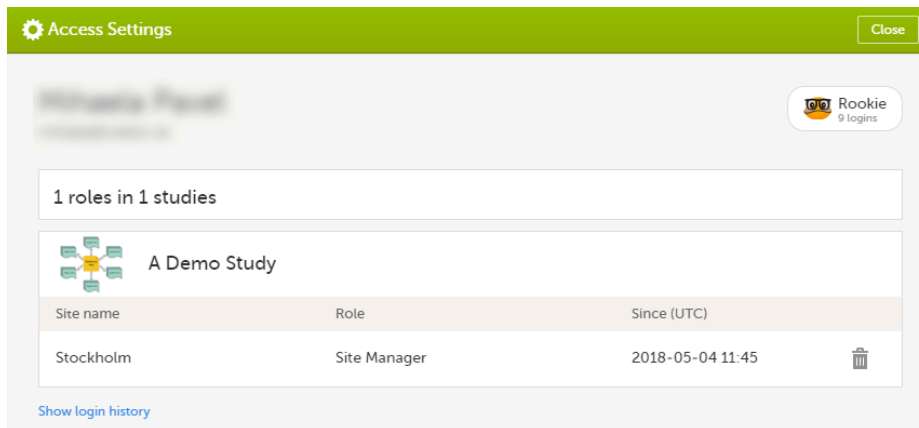 Access Settings
Close
Rookie
9 logins
1 roles in 1 studies
A Demo Study
Site name Role Since (UTC)
Stockholm Site Manager 2018-05-04 11:45
Show login history